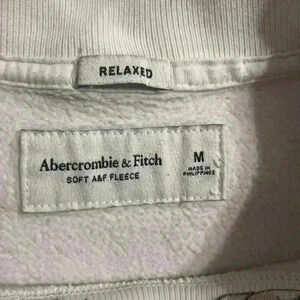 RELAXED
Abercrombie & Fitch
SOFT A&F FLEECE
M
MADE IN
PHILIPPINES